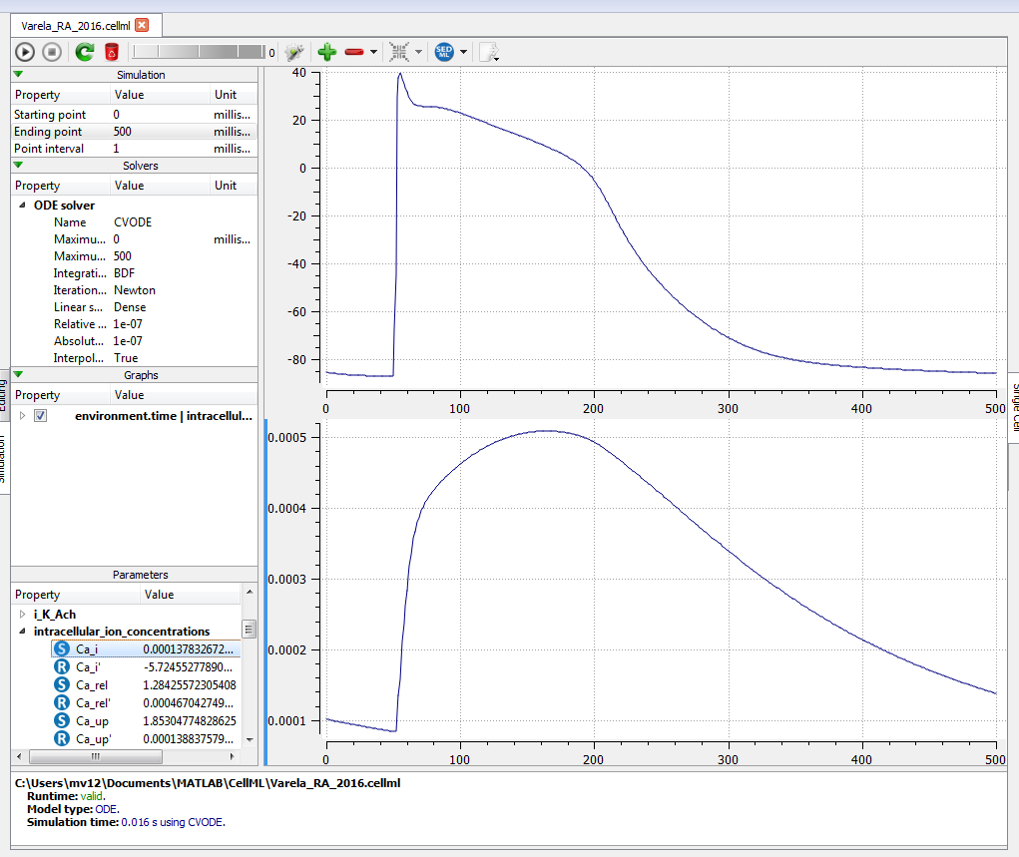 Varela_RA_2016.cellml
0
SED ML
Simulation
Property Value Unit
Starting point 0 millis...
Ending point 500 millis...
Point interval 1 millis...
Solvers
Property Value Unit
ODE solver
Name CVODE
Maximu... 0 millis...
Maximu... 500
Integrati... BDF
Iteration... Newton
Linear s... Dense
Relative ... 1e-07
Absolut... 1e-07
Interpol... True
Graphs
Property Value
environment.time | intracellul...
Parameters
Property Value
i_K_Ach
intracellular_ion_concentrations
S Ca_i 0.000137832672...
R Ca_i' -5.72455277890...
S Ca_rel 1.28425572305408
R Ca_rel' 0.000467042749...
S Ca_up 1.85304774828625
R Ca_up' 0.000138837579...
40
20
0
-20
-40
-60
-80
0 100 200 300 400 500
0.0005
0.0004
0.0003
0.0002
0.0001
0 100 200 300 400 500
Editing
Simulation
Single Cell
C:\Users\mv12\Documents\MATLAB\CellML\Varela_RA_2016.cellml
Runtime: valid.
Model type: ODE.
Simulation time: 0.016 s using CVODE.